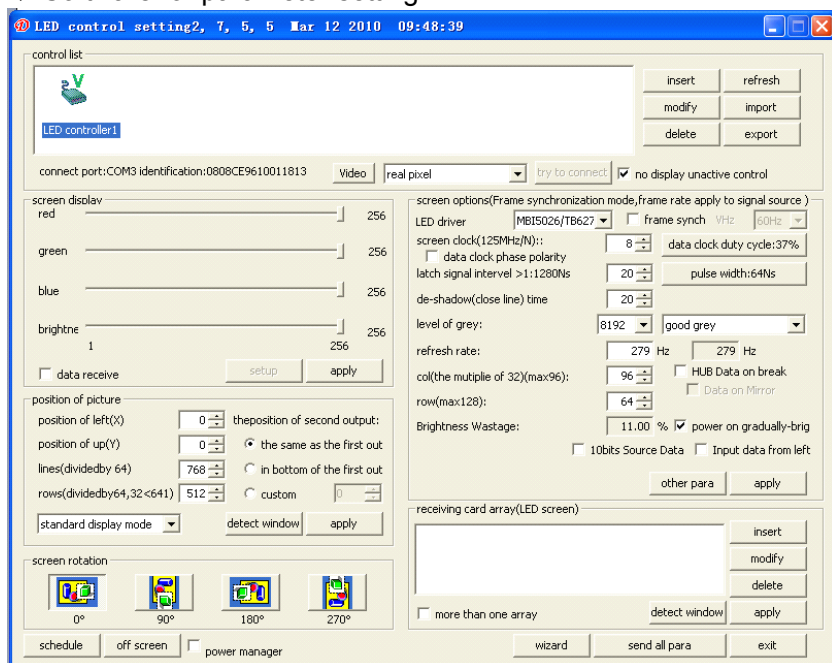 LED control setting2, 7, 5, 5 Mar 12 2010 09:48:39
control list
LED controller1
insert refresh
modify import
delete export
connect port:COM3 identification:0808CE9610011813 Video real pixel try to connect no display unactive control
screen display
red 256
green 256
blue 256
brightne 256
1 256
data receive setup apply
position of picture
position of left(X) 0 theposition of second output:
position of up(Y) 0 the same as the first out
lines(dividedby 64) 768 in bottom of the first out
rows(dividedby64,32<641) 512 custom 0
standard display mode detect window apply
screen rotation
0° 90° 180° 270°
schedule off screen power manager
screen options(Frame synchronization mode,frame rate apply to signal source )
LED driver MBI5026/TB627 frame synch VHz 60Hz
screen clock(125MHz/N):: 8 data clock duty cycle:37%
data clock phase polarity
latch signal intervel >1:1280Ns 20 pulse width:64Ns
de-shadow(close line) time 20
level of grey: 8192 good grey
refresh rate: 279 Hz 279 Hz
col(the mutiplie of 32)(max96): 96 HUB Data on break
Data on Mirror
row(max128): 64
Brightness Wastage: 11.00 % power on gradually-brig
10bits Source Data Input data from left
other para apply
receiving card array(LED screen)
insert
modify
delete
more than one array detect window apply
wizard send all para exit